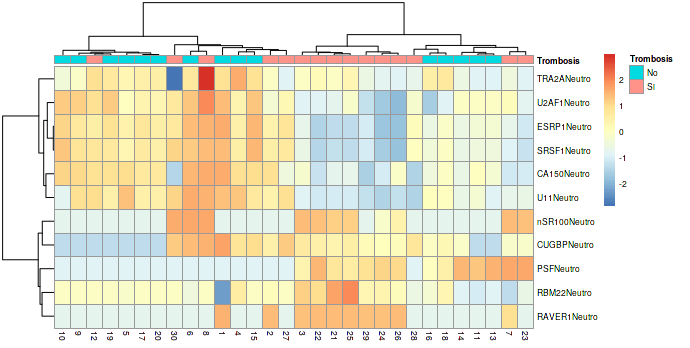 Trombosis
TRA2ANeutro
U2AF1Neutro
ESRP1Neutro
SRSF1Neutro
CA150Neutro
U11Neutro
nSR100Neutro
CUGBPNeutro
PSFNeutro
RBM22Neutro
RAVER1Neutro
10 9 12 19 5 17 20 30 6 8 1 4 15 2 27 3 22 21 25 29 24 26 28 16 18 14 11 13 7 23
2
1
0
-1
-2
Trombosis
No
SI